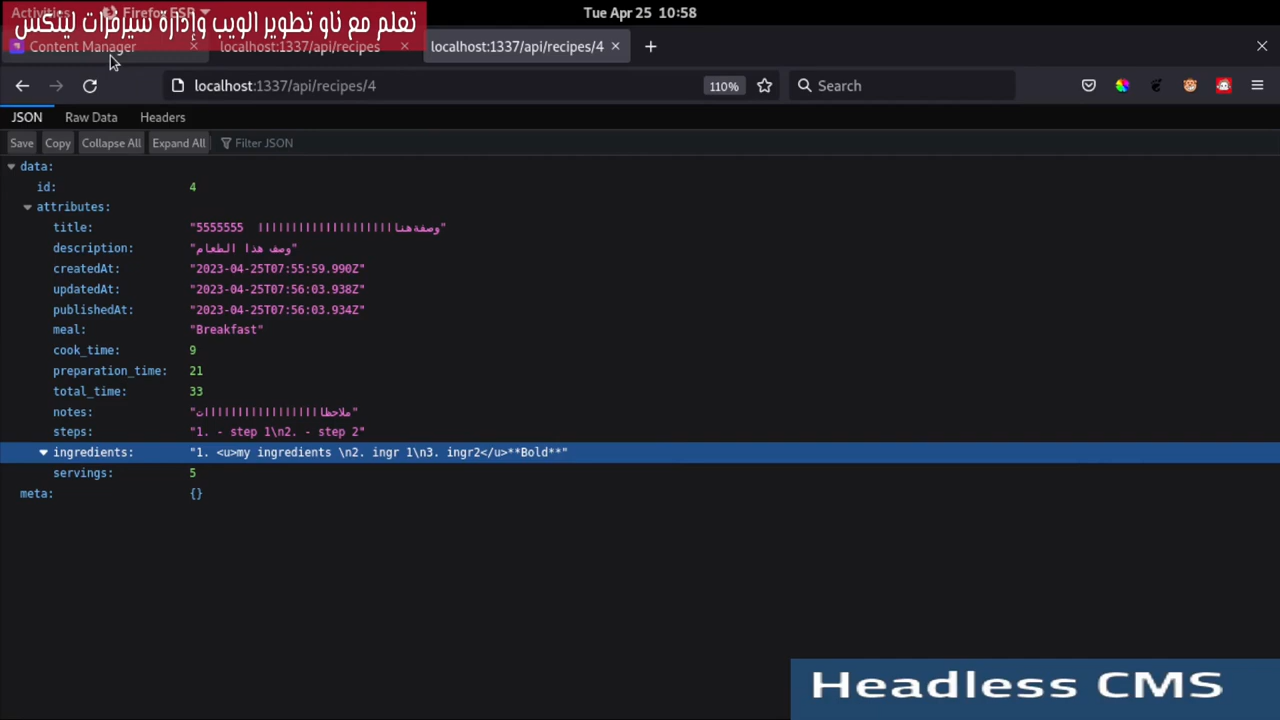 Activities Firefox ESR Tue Apr 25 10:58
تعلم مع ناو تطوير الويب وإدارة سيرفرات لينكس
Content Manager localhost:1337/api/recipes localhost:1337/api/recipes/4
localhost:1337/api/recipes/4 110% Search
JSON Raw Data Headers
Save Copy Collapse All Expand All Filter JSON
data:
id: 4
attributes:
title: "وصفةهنااااااااااااااااااااا 5555555"
description: "وصف هذا الطعام"
createdAt: "2023-04-25T07:55:59.990Z"
updatedAt: "2023-04-25T07:56:03.938Z"
publishedAt: "2023-04-25T07:56:03.934Z"
meal: "Breakfast"
cook_time: 9
preparation_time: 21
total_time: 33
notes: "ملاحظااااااااااااااااااات"
steps: "1. - step 1\n2. - step 2"
ingredients: "1. <u>my ingredients \n2. ingr 1\n3. ingr2</u>**Bold**"
servings: 5
meta: {}
Headless CMS